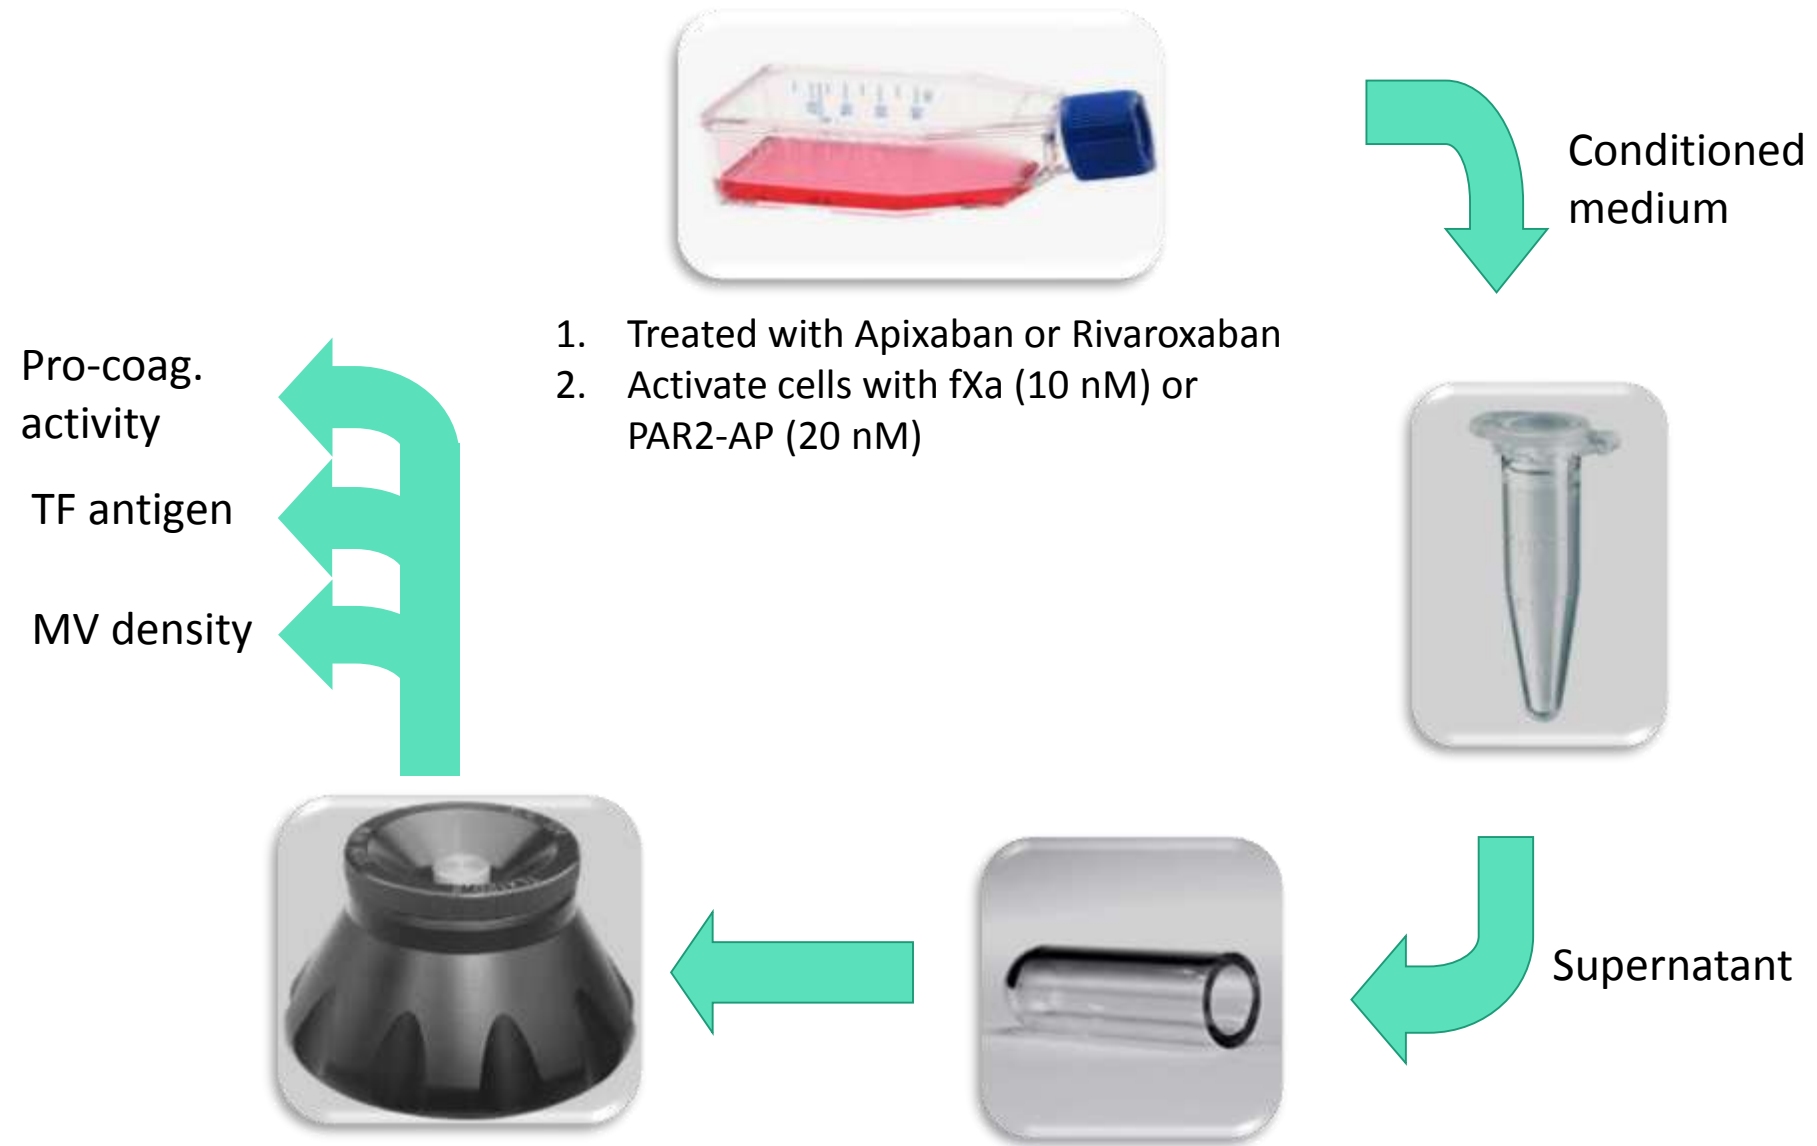 Conditioned
medium
1. Treated with Apixaban or Rivaroxaban
2. Activate cells with fXa (10 nM) or
PAR2-AP (20 nM)
Pro-coag.
activity
TF antigen
MV density
Supernatant